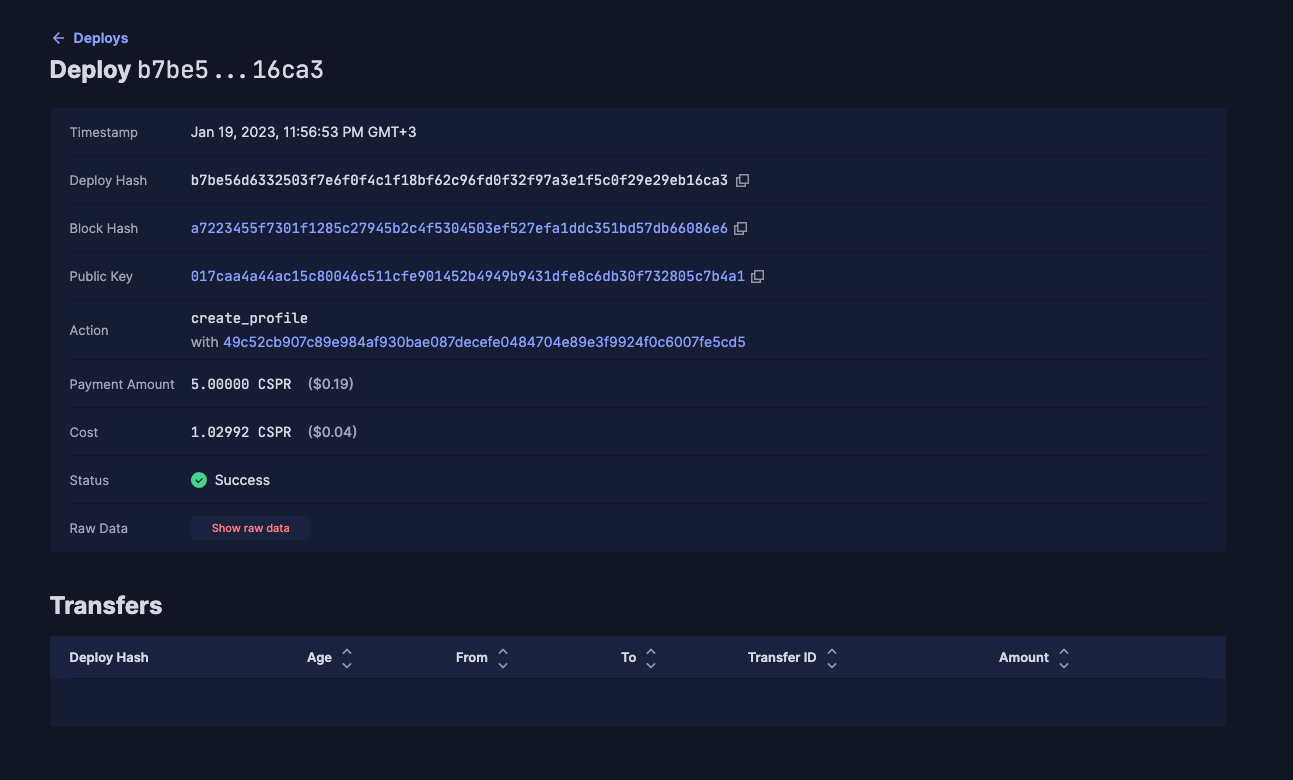 Deploys
Deploy b7be5...16ca3
Timestamp Jan 19, 2023, 11:56:53 PM GMT+3
Deploy Hash b7be56d6332503f7e6f0f4c1f18bf62c96fd0f32f97a3e1f5c0f29e29eb16ca3
Block Hash a7223455f7301f1285c27945b2c4f5304503ef527efa1ddc351bd57db66086e6
Public Key 017caa4a44ac15c80046c511cfe901452b4949b9431dfe8c6db30f732805c7b4a1
Action create_profile
with 49c52cb907c89e984af930bae087decefe0484704e89e3f9924f0c6007fe5cd5
Payment Amount 5.00000 CSPR ($0.19)
Cost 1.02992 CSPR ($0.04)
Status Success
Raw Data Show raw data
Transfers
Deploy Hash Age From To Transfer ID Amount